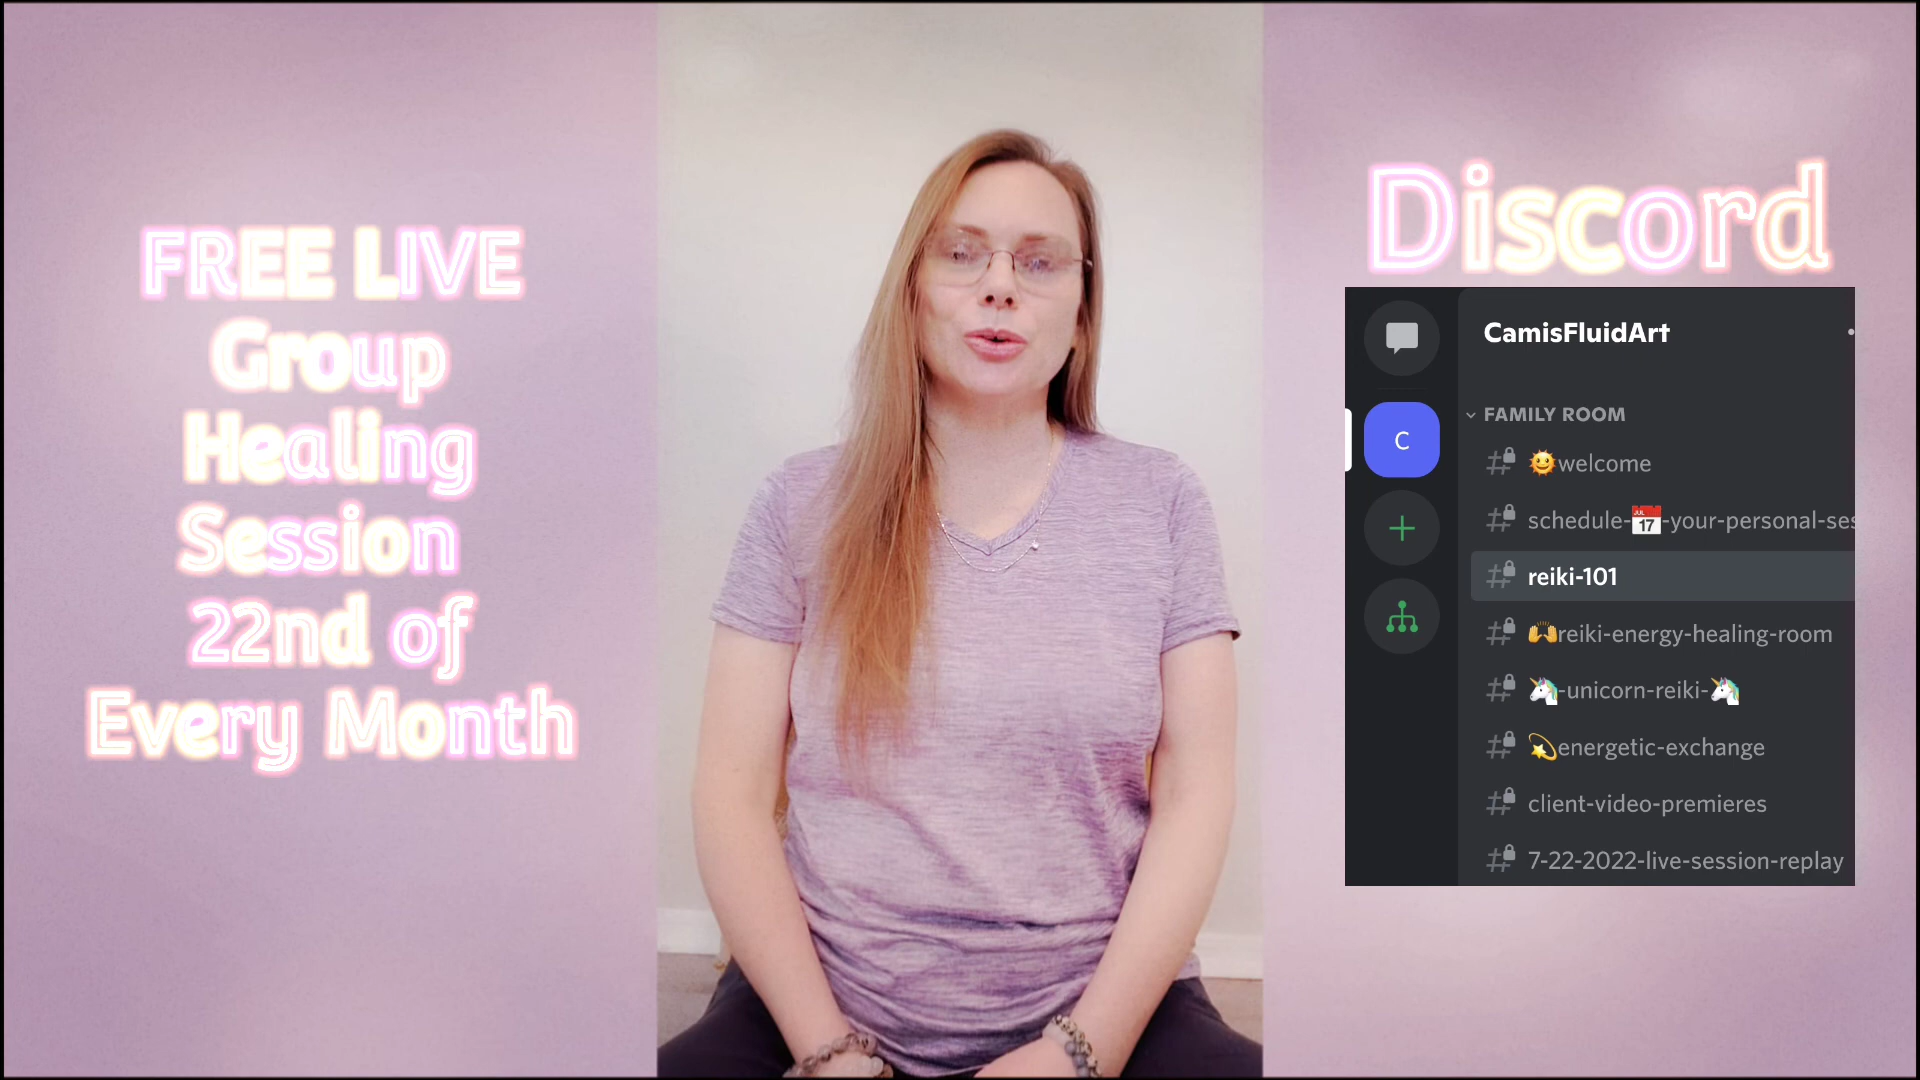 FREE LIVE
Group
Healing
Session
22nd of
Every Month
Discord
CamisFluidArt
FAMILY ROOM
C
🌞welcome
schedule-📅-your-personal-ses
JUL
17
reiki-101
🙌reiki-energy-healing-room
🦄-unicorn-reiki-🦄
💫energetic-exchange
client-video-premieres
7-22-2022-live-session-replay